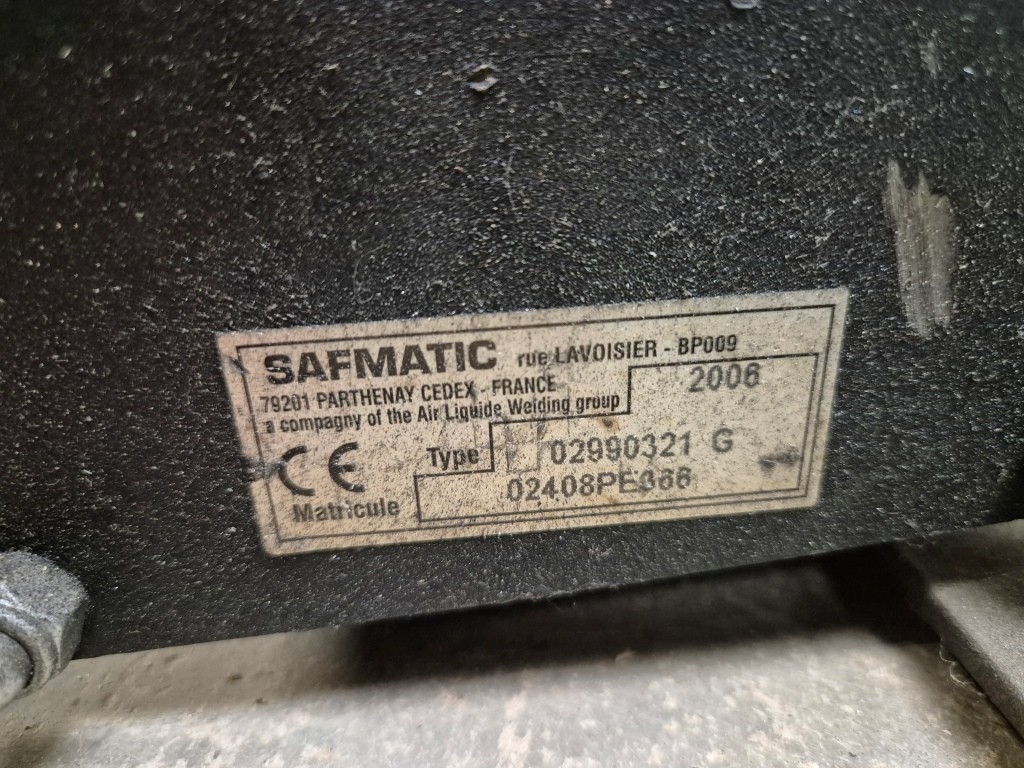 SAFMATIC rue LAVOISIER - BP009
79201 PARTHENAY CEDEX - FRANCE
a compagny of the Air Liquide Welding group
2006
CE Type 02990321 G
Matricule 02408PE066